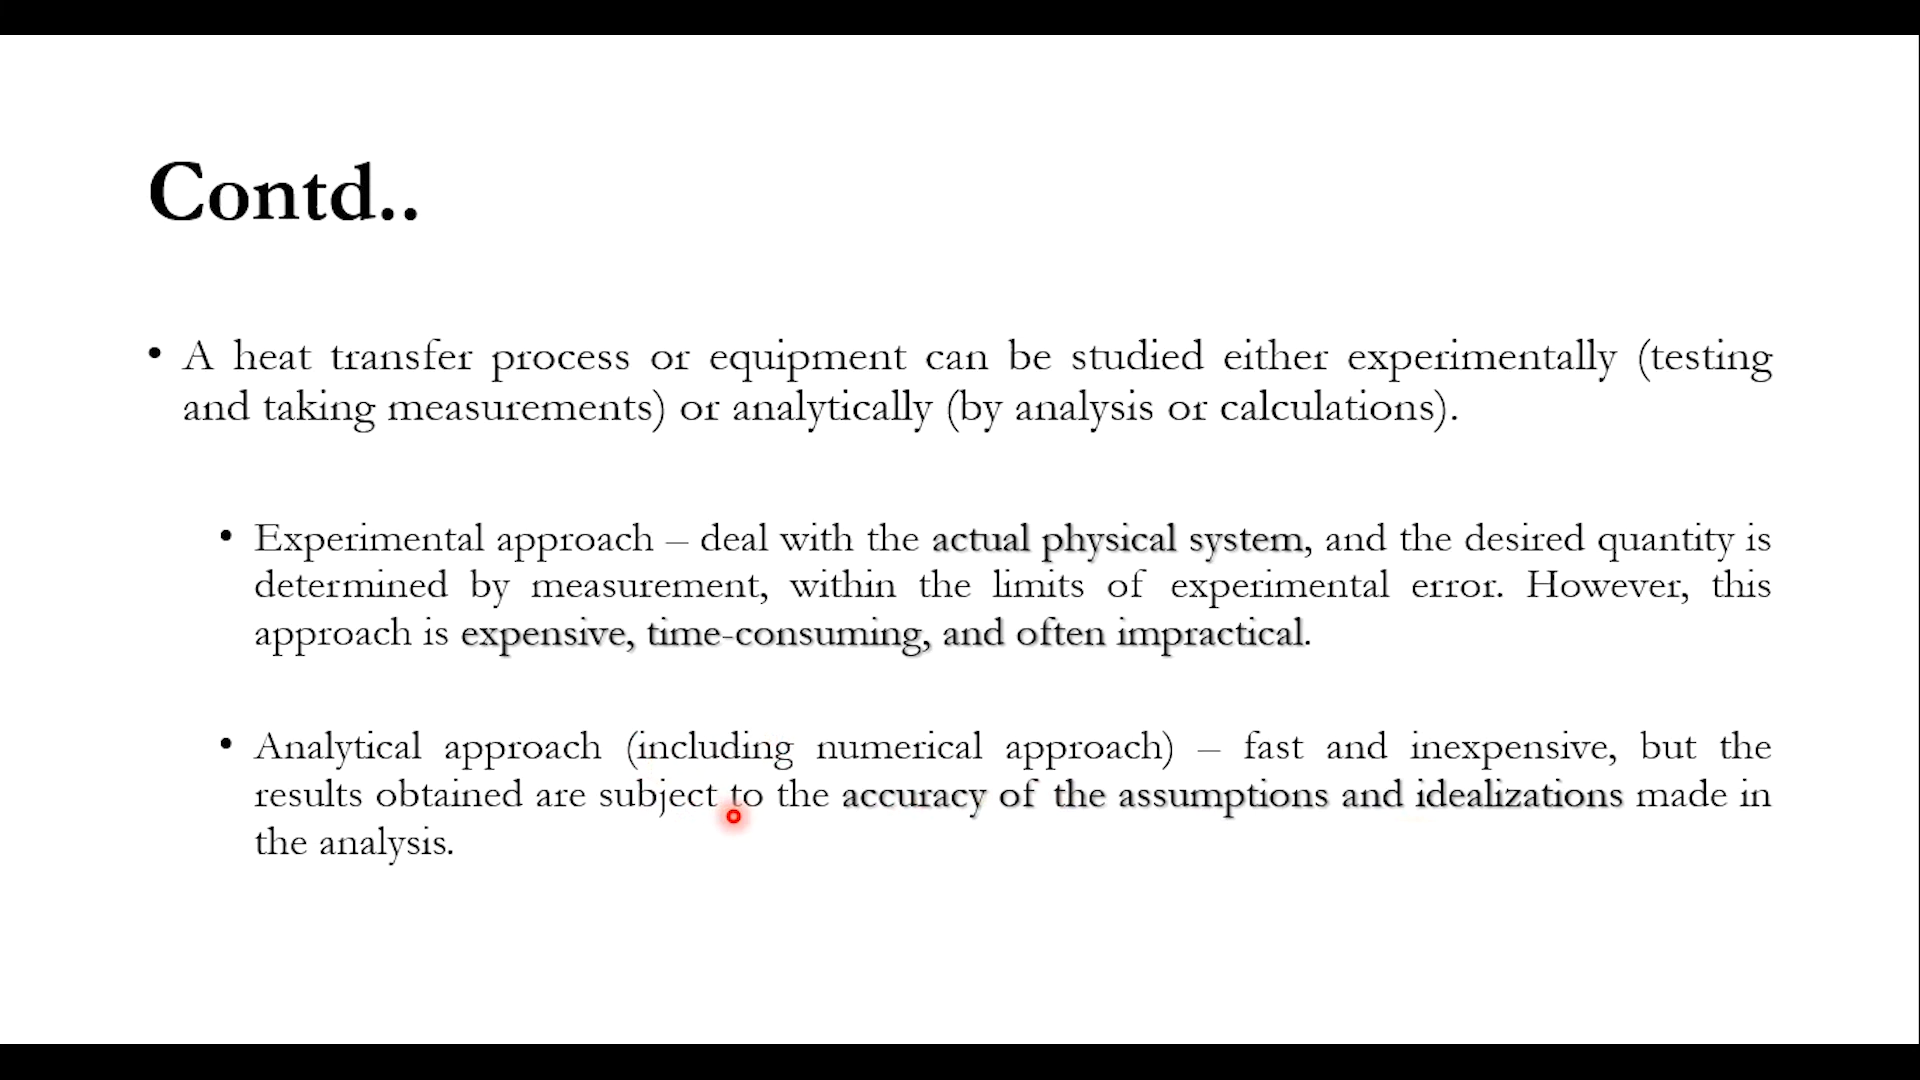 Contd..
• A heat transfer process or equipment can be studied either experimentally (testing
and taking measurements) or analytically (by analysis or calculations).
• Experimental approach – deal with the actual physical system, and the desired quantity is
determined by measurement, within the limits of experimental error. However, this
approach is expensive, time-consuming, and often impractical.
• Analytical approach (including numerical approach) – fast and inexpensive, but the
results obtained are subject to the accuracy of the assumptions and idealizations made in
the analysis.